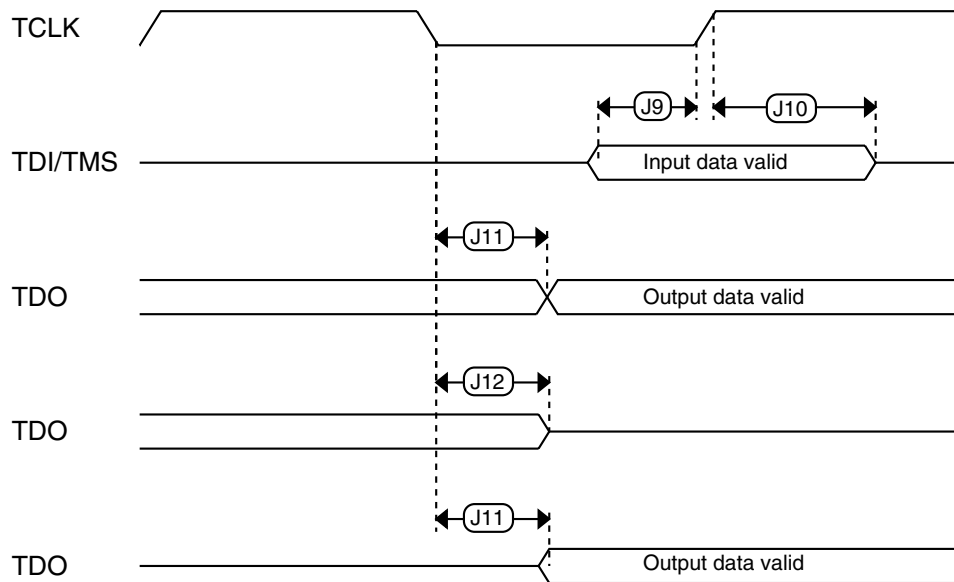 TCLK
J9
J10
TDI/TMS
Input data valid
J11
TDO
Output data valid
J12
TDO
J11
TDO
Output data valid